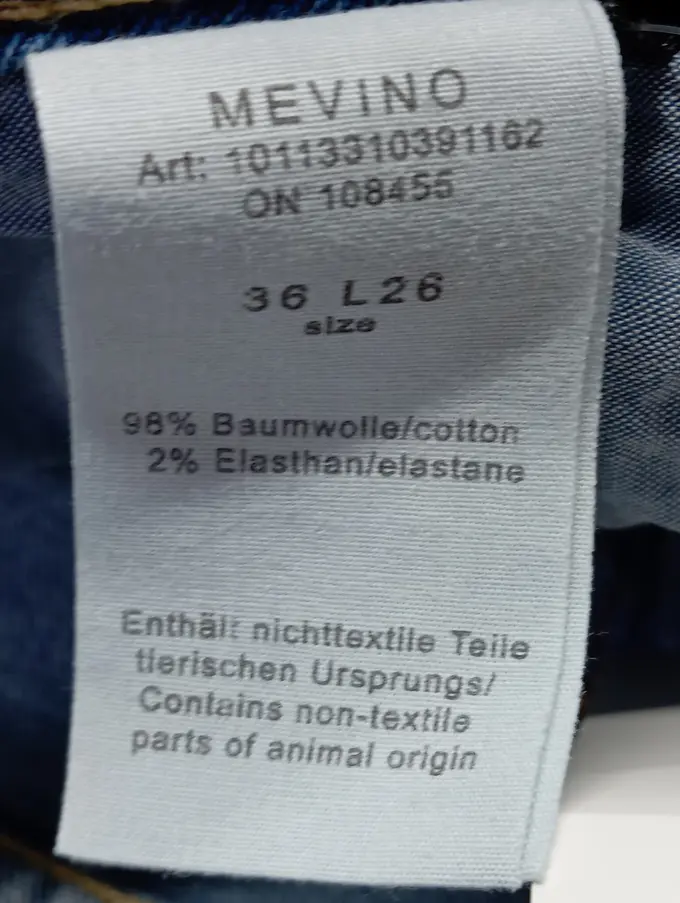 MEVINO
Art: 10113310391162
ON 108455
36 L26
size
98% Baumwolle/cotton
2% Elasthan/elastane
Enthält nichttextile Teile
tierischen Ursprungs/
Contains non-textile
parts of animal origin